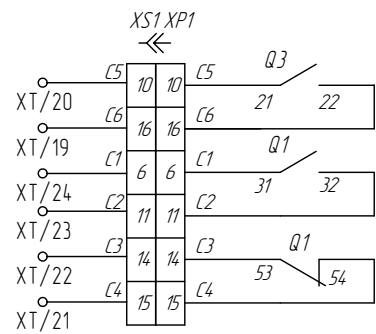 XS1 XP1
C5 10 10 C5 Q3
XT/20 21 22
C6 16 16 C6
XT/19 Q1
C1 6 6 C1
XT/24 31 32
C2 11 11 C2
XT/23
C3 14 14 C3 Q1
XT/22 53 54
C4 15 15 C4
XT/21